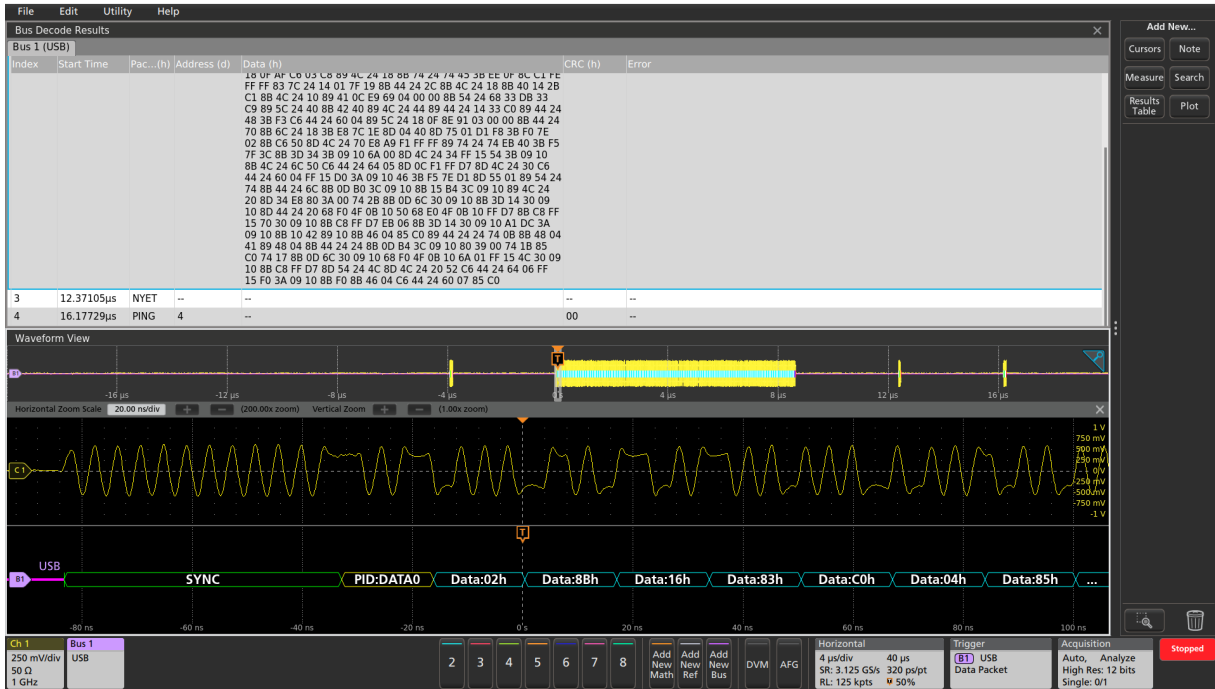 File Edit Utility Help
Bus Decode Results
Bus 1 (USB)
Index Start Time Pac...(h) Address (d) Data (h) CRC (h) Error
18 0F AF C6 03 C8 89 4C 24 18 8B 74 24 74 45 3B EE 0F 8C C1 FE
FF FF 83 7C 24 14 01 7F 19 8B 44 24 2C 8B 4C 24 18 8B 40 14 2B
C1 8B 4C 24 10 89 41 0C E9 69 04 00 00 8B 54 24 68 33 DB 33
C9 89 5C 24 40 8B 42 40 89 4C 24 44 89 44 24 14 33 C0 89 44 24
48 3B F3 C6 44 24 60 04 89 5C 24 18 0F 8E 91 03 00 00 8B 44 24
70 8B 6C 24 18 3B E8 7C 1E 8D 04 40 8D 75 01 D1 F8 3B F0 7E
02 8B C6 50 8D 4C 24 70 E8 A9 F1 FF FF 89 74 24 74 EB 40 3B F5
7F 3C 8B 3D 34 3B 09 10 6A 00 8D 4C 24 34 FF 15 54 3B 09 10
8B 4C 24 6C 50 C6 44 24 64 05 8D 0C F1 FF D7 8D 4C 24 30 C6
44 24 60 04 FF 15 D0 3A 09 10 46 3B F5 7E D1 8D 55 01 89 54 24
74 8B 44 24 6C 8B 0D B0 3C 09 10 8B 15 B4 3C 09 10 89 4C 24
20 8D 34 E8 80 3A 00 74 2B 8B 0D 6C 30 09 10 8B 3D 14 30 09
10 8D 44 24 20 68 F0 4F 0B 10 50 68 E0 4F 0B 10 FF D7 8B C8 FF
15 70 30 09 10 8B C8 FF D7 EB 06 8B 3D 14 30 09 10 A1 DC 3A
09 10 8B 10 42 89 10 8B 46 04 85 C0 89 44 24 24 74 0B 8B 48 04
41 89 48 04 8B 44 24 24 8B 0D B4 3C 09 10 80 39 00 74 1B 85
C0 74 17 8B 0D 6C 30 09 10 68 F0 4F 0B 10 6A 01 FF 15 4C 30 09
10 8B C8 FF D7 8D 54 24 4C 8D 4C 24 20 52 C6 44 24 64 06 FF
15 F0 3A 09 10 8B F0 8B 46 04 C6 44 24 60 07 85 C0
3 12.37105µs NYET -- -- -- --
4 16.17729µs PING 4 -- 00 --
Waveform View
T
B1
-16 µs -12 µs -8 µs -4 µs 0 s 4 µs 8 µs 12 µs 16 µs
Horizontal Zoom Scale 20.00 ns/div + - (200.00x zoom) Vertical Zoom + - (1.00x zoom)
1 V
750 mV
500 mV
250 mV
C1 0 V
-250 mV
-500 mV
-750 mV
-1 V
T
USB
B1 SYNC PID:DATA0 Data:02h Data:8Bh Data:16h Data:83h Data:C0h Data:04h Data:85h ...
-80 ns -60 ns -40 ns -20 ns 0 s 20 ns 40 ns 60 ns 80 ns 100 ns
Add New...
Cursors Note
Measure Search
Results Table Plot
Ch 1
250 mV/div
50 Ω
1 GHz
Bus 1
USB
2 3 4 5 6 7 8
Add New Math
Add New Ref
Add New Bus
DVM AFG
Horizontal
4 µs/div 40 µs
SR: 3.125 GS/s 320 ps/pt
RL: 125 kpts 50%
Trigger
B1 USB
Data Packet
Acquisition
Auto, Analyze
High Res: 12 bits
Single: 0/1
Stopped